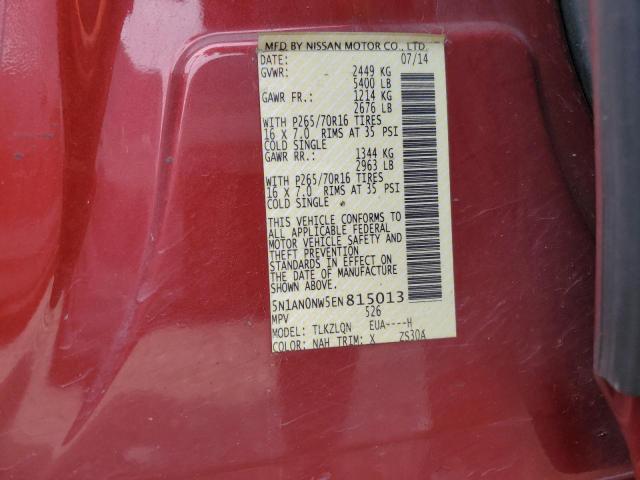 MFD BY NISSAN MOTOR CO., LTD.
DATE: 07/14
GVWR: 2449 KG
5400 LB
GAWR FR.: 1214 KG
2676 LB
WITH P265/70R16 TIRES
16 X 7.0 RIMS AT 35 PSI
COLD SINGLE
GAWR RR.: 1344 KG
2963 LB
WITH P265/70R16 TIRES
16 X 7.0 RIMS AT 35 PSI
COLD SINGLE
THIS VEHICLE CONFORMS TO
ALL APPLICABLE FEDERAL
MOTOR VEHICLE SAFETY AND
THEFT PREVENTION
STANDARDS IN EFFECT ON THE
DATE OF MANUFACTURE
SHOWN ABOVE.
5N1AN0NW5EN815013
MPV 526
MODEL: TLKZLQN EUA----H
COLOR: NAH TRIM: X ZS30A